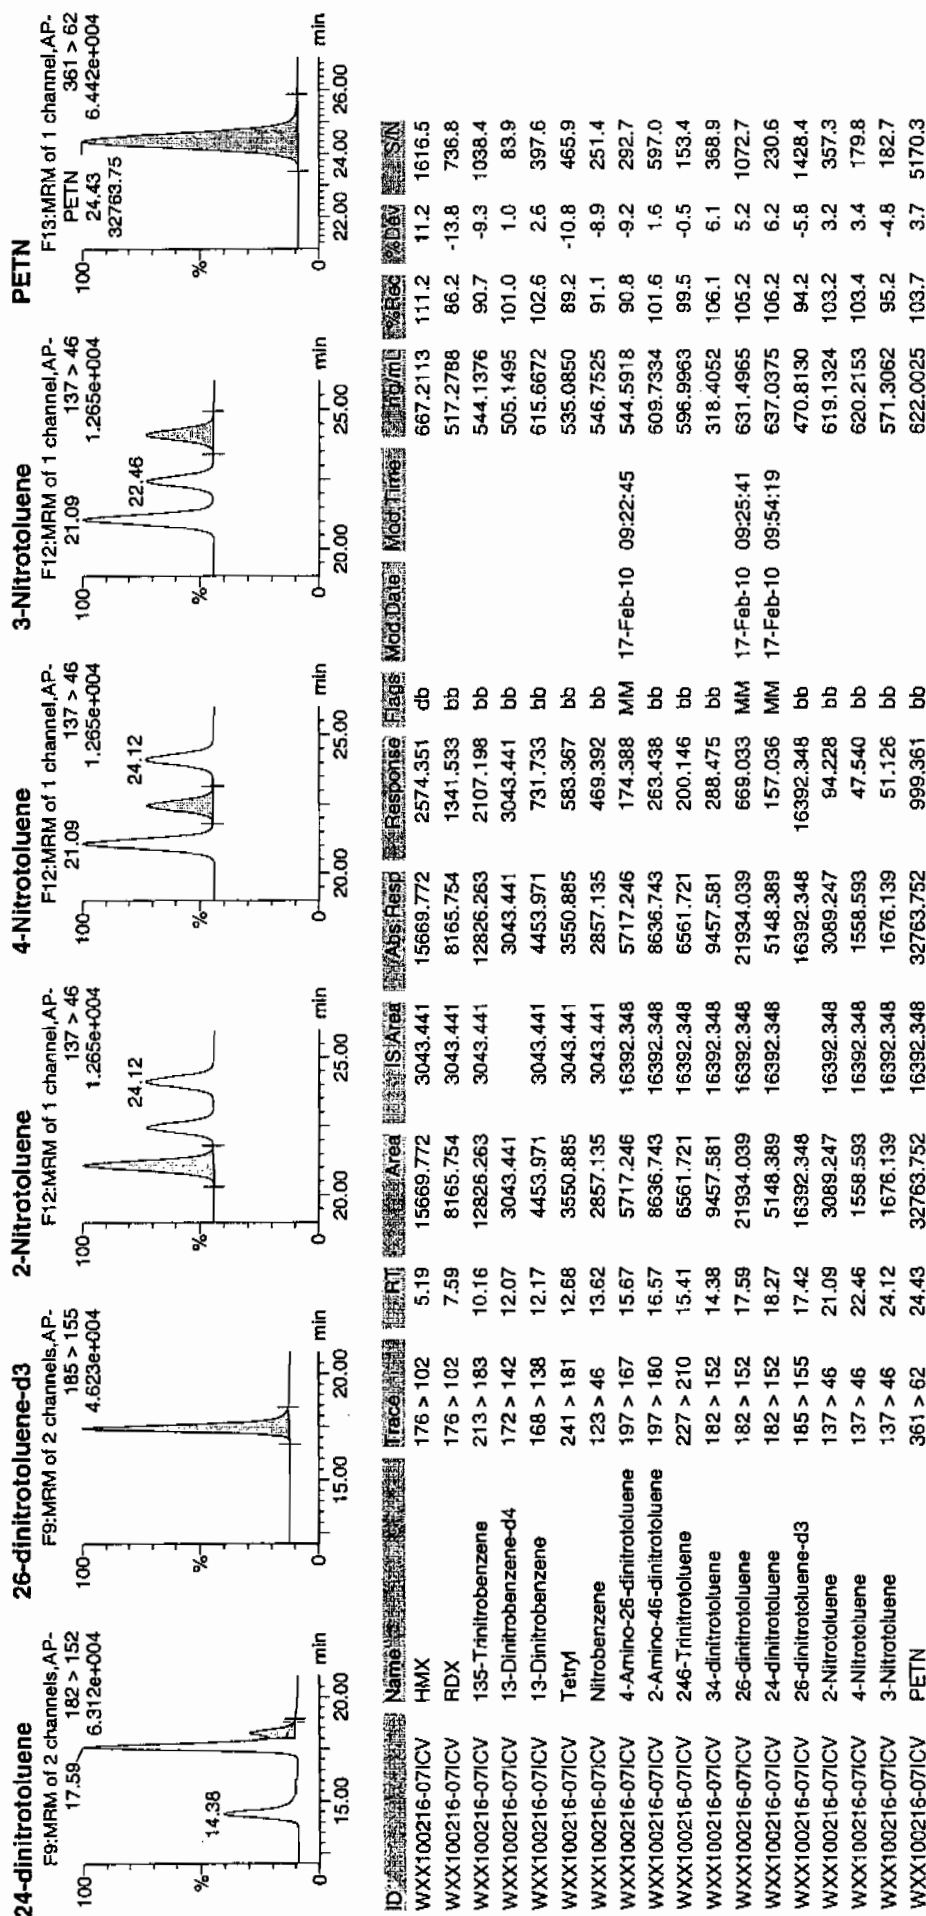 24-dinitrotoluene
F9:MRM of 2 channels,AP-
182 > 152
6.312e+004
100
17.59
14.38
%
0
15.00
20.00
26-dinitrotoluene-d3
F9:MRM of 2 channels,AP-
185 > 155
4.623e+004
100
%
0
15.00
20.00
min
2-Nitrotoluene
F12:MRM of 1 channel,AP-
137 > 46
1.265e+004
100
24.12
%
0
20.00
25.00
min
4-Nitrotoluene
F12:MRM of 1 channel,AP-
137 > 46
1.265e+004
100
21.09
24.12
%
0
20.00
25.00
min
3-Nitrotoluene
F12:MRM of 1 channel,AP-
137 > 46
1.265e+004
100
21.09
22.46
%
0
20.00
25.00
min
PETN
F13:MRM of 1 channel,AP-
361 > 62
6.442e+004
100
PETN
24.43
32763.75
%
0
22.00
24.00
26.00
min
ID Name Trace RT Area IS Area Abs.Resp Response Flags Mod.Date Mod.Time ng/mL %Rec %Dev S/N
WXX100216-07ICV HMX 176 > 102 5.19 15669.772 3043.441 15669.772 2574.351 db 667.2113 111.2 11.2 1616.5
WXX100216-07ICV RDX 176 > 102 7.59 8165.754 3043.441 8165.754 1341.533 bb 517.2788 86.2 -13.8 736.8
WXX100216-07ICV 135-Trinitrobenzene 213 > 183 10.16 12826.263 3043.441 12826.263 2107.198 bb 544.1376 90.7 -9.3 1038.4
WXX100216-07ICV 13-Dinitrobenzene-d4 172 > 142 12.07 3043.441 3043.441 3043.441 bb 505.1495 101.0 1.0 83.9
WXX100216-07ICV 13-Dinitrobenzene 168 > 138 12.17 4453.971 3043.441 4453.971 731.733 bb 615.6672 102.6 2.6 397.6
WXX100216-07ICV Tetryl 241 > 181 12.68 3550.885 3043.441 3550.885 583.367 bb 535.0850 89.2 -10.8 465.9
WXX100216-07ICV Nitrobenzene 123 > 46 13.62 2857.135 3043.441 2857.135 469.392 bb 546.7525 91.1 -8.9 251.4
WXX100216-07ICV 4-Amino-26-dinitrotoluene 197 > 167 15.67 5717.246 16392.348 5717.246 174.388 MM 17-Feb-10 09:22:45 544.5918 90.8 -9.2 292.7
WXX100216-07ICV 2-Amino-46-dinitrotoluene 197 > 180 16.57 8636.743 16392.348 8636.743 263.438 bb 609.7334 101.6 1.6 597.0
WXX100216-07ICV 246-Trinitrotoluene 227 > 210 15.41 6561.721 16392.348 6561.721 200.146 bb 596.9963 99.5 -0.5 153.4
WXX100216-07ICV 34-dinitrotoluene 182 > 152 14.38 9457.581 16392.348 9457.581 288.475 bb 318.4052 106.1 6.1 368.9
WXX100216-07ICV 26-dinitrotoluene 182 > 152 17.59 21934.039 16392.348 21934.039 669.033 MM 17-Feb-10 09:25:41 631.4965 105.2 5.2 1072.7
WXX100216-07ICV 24-dinitrotoluene 182 > 152 18.27 5148.389 16392.348 5148.389 157.036 MM 17-Feb-10 09:54:19 637.0375 106.2 6.2 230.6
WXX100216-07ICV 26-dinitrotoluene-d3 185 > 155 17.42 16392.348 16392.348 16392.348 bb 470.8130 94.2 -5.8 1428.4
WXX100216-07ICV 2-Nitrotoluene 137 > 46 21.09 3089.247 16392.348 3089.247 94.228 bb 619.1324 103.2 3.2 357.3
WXX100216-07ICV 4-Nitrotoluene 137 > 46 22.46 1558.593 16392.348 1558.593 47.540 bb 620.2153 103.4 3.4 179.8
WXX100216-07ICV 3-Nitrotoluene 137 > 46 24.12 1676.139 16392.348 1676.139 51.126 bb 571.3062 95.2 -4.8 182.7
WXX100216-07ICV PETN 361 > 62 24.43 32763.752 16392.348 32763.752 999.361 bb 622.0025 103.7 3.7 5170.3